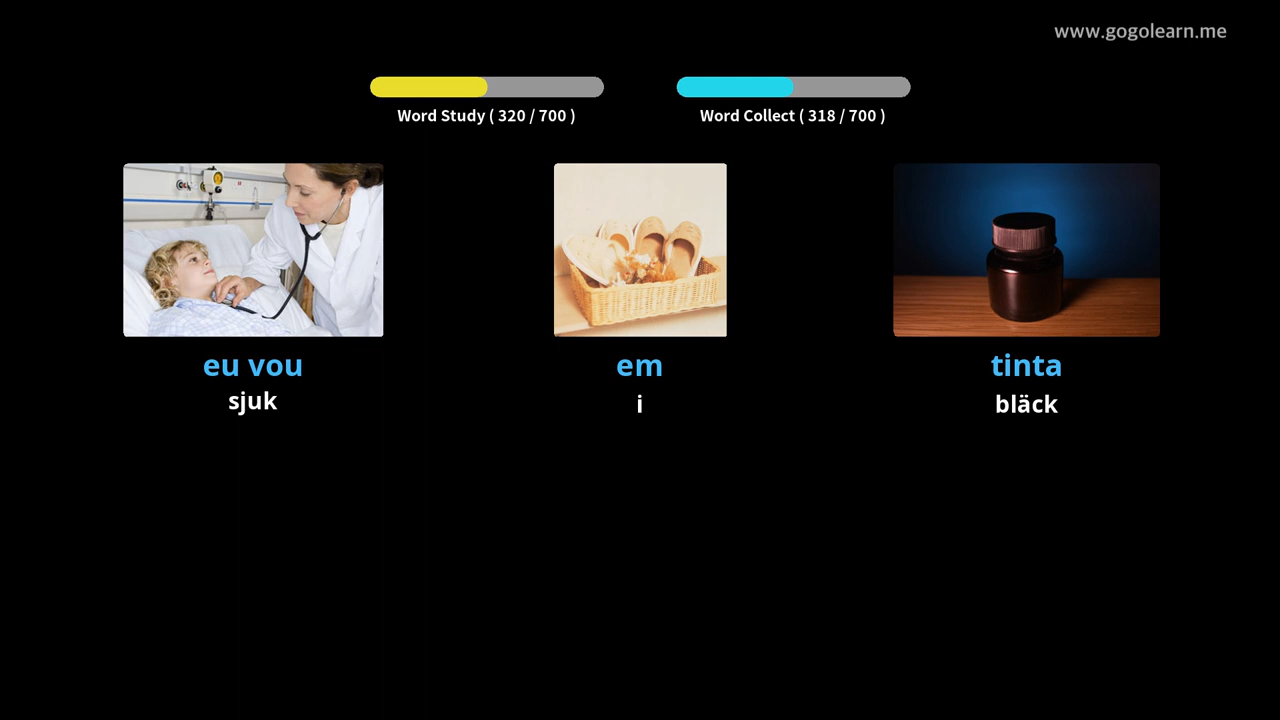 www.gogolearn.me
Word Study ( 320 / 700 )
Word Collect ( 318 / 700 )
eu vou
em
tinta
sjuk
i
bläck